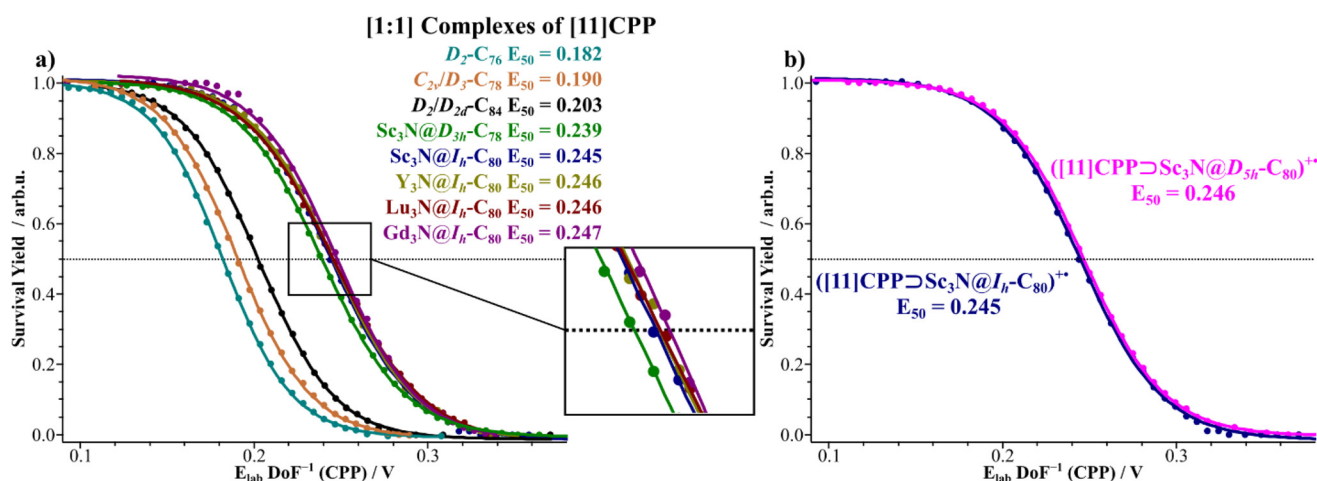 [1:1] Complexes of [11]CPP
a)
D₂-C₇₆ E₅₀ = 0.182
C₂ᵥ/D₃-C₇₈ E₅₀ = 0.190
D₂/D₂d-C₈₄ E₅₀ = 0.203
Sc₃N@D₃ₕ-C₇₈ E₅₀ = 0.239
Sc₃N@Iₕ-C₈₀ E₅₀ = 0.245
Y₃N@Iₕ-C₈₀ E₅₀ = 0.246
Lu₃N@Iₕ-C₈₀ E₅₀ = 0.246
Gd₃N@Iₕ-C₈₀ E₅₀ = 0.247
Survival Yield / arb.u.
1.0
0.8
0.6
0.4
0.2
0.0
0.1
0.2
0.3
E_lab DoF⁻¹ (CPP) / V
b)
([11]CPP⊃Sc₃N@D₅ₕ-C₈₀)⁺•
E₅₀ = 0.246
([11]CPP⊃Sc₃N@Iₕ-C₈₀)⁺•
E₅₀ = 0.245
Survival Yield / arb.u.
1.0
0.8
0.6
0.4
0.2
0.0
0.1
0.2
0.3
E_lab DoF⁻¹ (CPP) / V